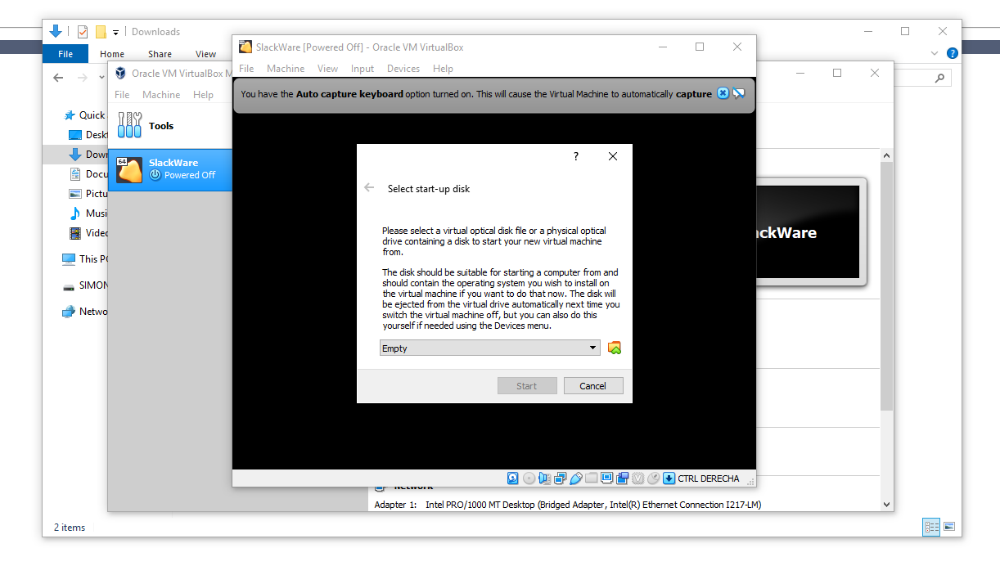 Downloads
File Home Share View
SlackWare [Powered Off] - Oracle VM VirtualBox
File Machine View Input Devices Help
Oracle VM VirtualBox M
File Machine Help
You have the Auto capture keyboard option turned on. This will cause the Virtual Machine to automatically capture
Tools
64
SlackWare
Powered Off
Quick
Deskt
Down
Docu
Pictu
Musi
Video
This PC
SIMON
Netwo
?
Select start-up disk
Please select a virtual optical disk file or a physical optical
drive containing a disk to start your new virtual machine
from.
The disk should be suitable for starting a computer from and
should contain the operating system you wish to install on
the virtual machine if you want to do that now. The disk will
be ejected from the virtual drive automatically next time you
switch the virtual machine off, but you can also do this
yourself if needed using the Devices menu.
Empty
Start Cancel
ackWare
CTRL DERECHA
Network
Adapter 1: Intel PRO/1000 MT Desktop (Bridged Adapter, Intel(R) Ethernet Connection I217-LM)
2 items